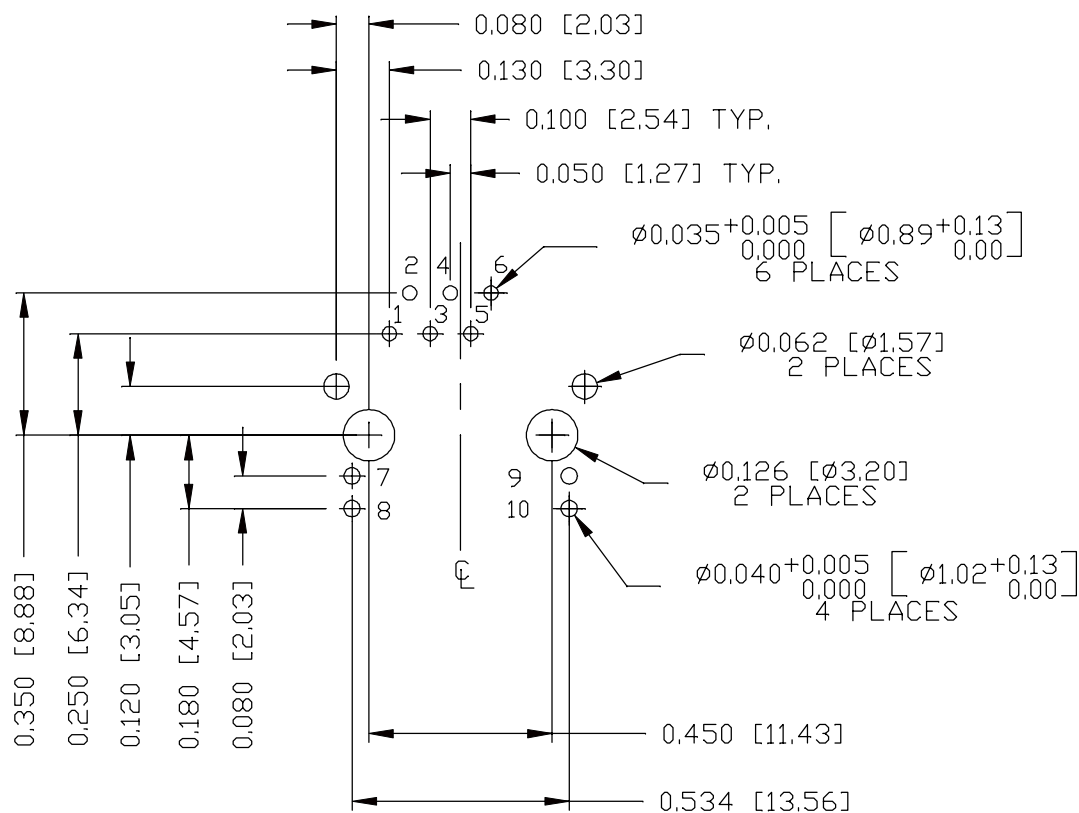 0.080 [2.03]
0.130 [3.30]
0.100 [2.54] TYP.
0.050 [1.27] TYP.
Ø0.035 +0.005 0.000 [Ø0.89 +0.13 0.00]
6 PLACES
2 4 6
1 3 5
Ø0.062 [Ø1.57]
2 PLACES
7 9
Ø0.126 [Ø3.20]
2 PLACES
8 10
Ø0.040 +0.005 0.000 [Ø1.02 +0.13 0.00]
4 PLACES
℄
0.350 [8.88]
0.250 [6.34]
0.120 [3.05]
0.180 [4.57]
0.080 [2.03]
0.450 [11.43]
0.534 [13.56]